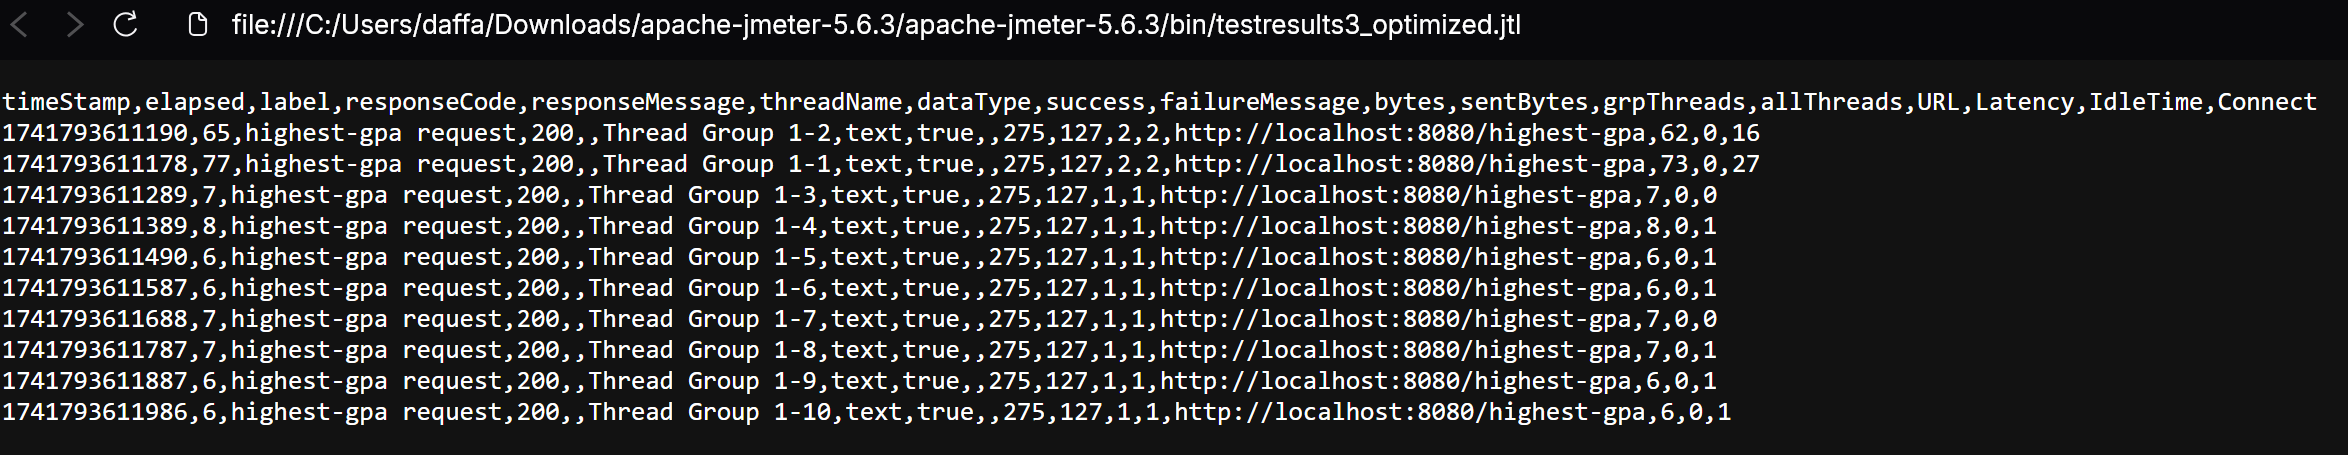 file:///C:/Users/daffa/Downloads/apache-jmeter-5.6.3/apache-jmeter-5.6.3/bin/testresults3_optimized.jtl
timeStamp,elapsed,label,responseCode,responseMessage,threadName,dataType,success,failureMessage,bytes,sentBytes,grpThreads,allThreads,URL,Latency,IdleTime,Connect
1741793611190,65,highest-gpa request,200,,Thread Group 1-2,text,true,,275,127,2,2,http://localhost:8080/highest-gpa,62,0,16
1741793611178,77,highest-gpa request,200,,Thread Group 1-1,text,true,,275,127,2,2,http://localhost:8080/highest-gpa,73,0,27
1741793611289,7,highest-gpa request,200,,Thread Group 1-3,text,true,,275,127,1,1,http://localhost:8080/highest-gpa,7,0,0
1741793611389,8,highest-gpa request,200,,Thread Group 1-4,text,true,,275,127,1,1,http://localhost:8080/highest-gpa,8,0,1
1741793611490,6,highest-gpa request,200,,Thread Group 1-5,text,true,,275,127,1,1,http://localhost:8080/highest-gpa,6,0,1
1741793611587,6,highest-gpa request,200,,Thread Group 1-6,text,true,,275,127,1,1,http://localhost:8080/highest-gpa,6,0,1
1741793611688,7,highest-gpa request,200,,Thread Group 1-7,text,true,,275,127,1,1,http://localhost:8080/highest-gpa,7,0,0
1741793611787,7,highest-gpa request,200,,Thread Group 1-8,text,true,,275,127,1,1,http://localhost:8080/highest-gpa,7,0,1
1741793611887,6,highest-gpa request,200,,Thread Group 1-9,text,true,,275,127,1,1,http://localhost:8080/highest-gpa,6,0,1
1741793611986,6,highest-gpa request,200,,Thread Group 1-10,text,true,,275,127,1,1,http://localhost:8080/highest-gpa,6,0,1